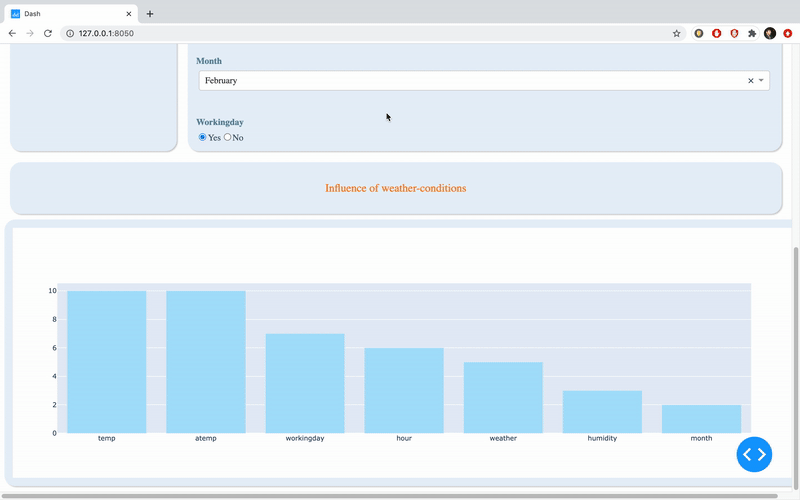 Dash
127.0.0.1:8050
Month
February
Workingday
Yes No
Influence of weather-conditions
10
8
6
4
2
0
temp atemp workingday hour weather humidity month